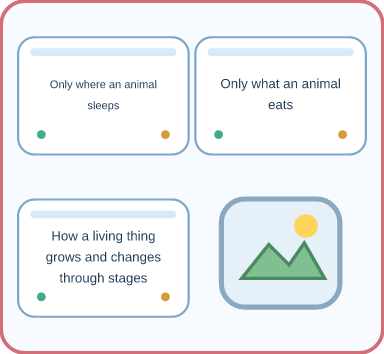 Only where an animal
sleeps
Only what an animal
eats
How a living thing
grows and changes
through stages